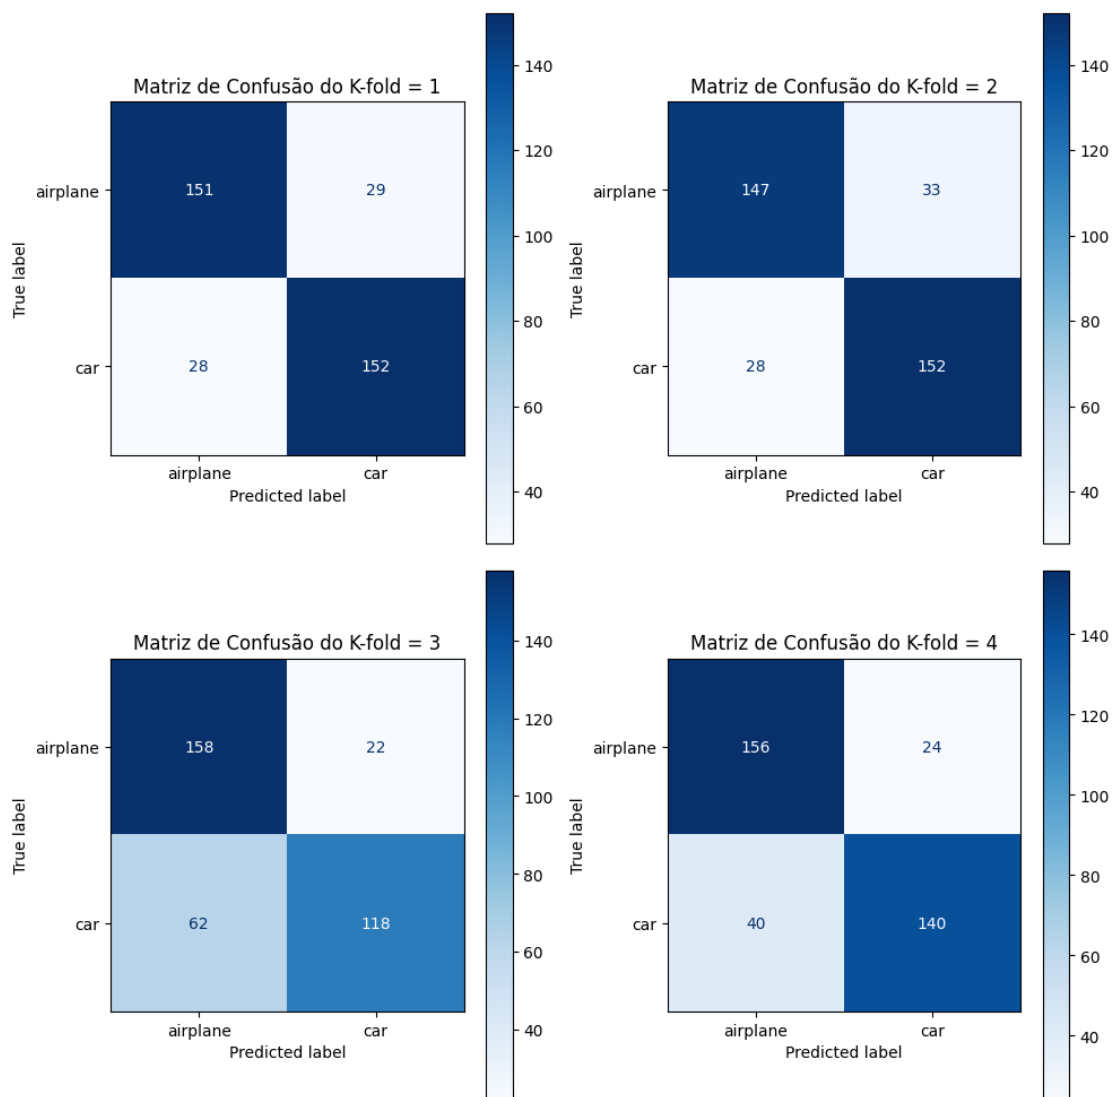 Matriz de Confusão do K-fold = 1
True label
airplane
car
151
29
28
152
airplane
car
Predicted label
140
120
100
80
60
40
Matriz de Confusão do K-fold = 2
True label
airplane
car
147
33
28
152
airplane
car
Predicted label
140
120
100
80
60
40
Matriz de Confusão do K-fold = 3
True label
airplane
car
158
22
62
118
airplane
car
Predicted label
140
120
100
80
60
40
Matriz de Confusão do K-fold = 4
True label
airplane
car
156
24
40
140
airplane
car
Predicted label
140
120
100
80
60
40